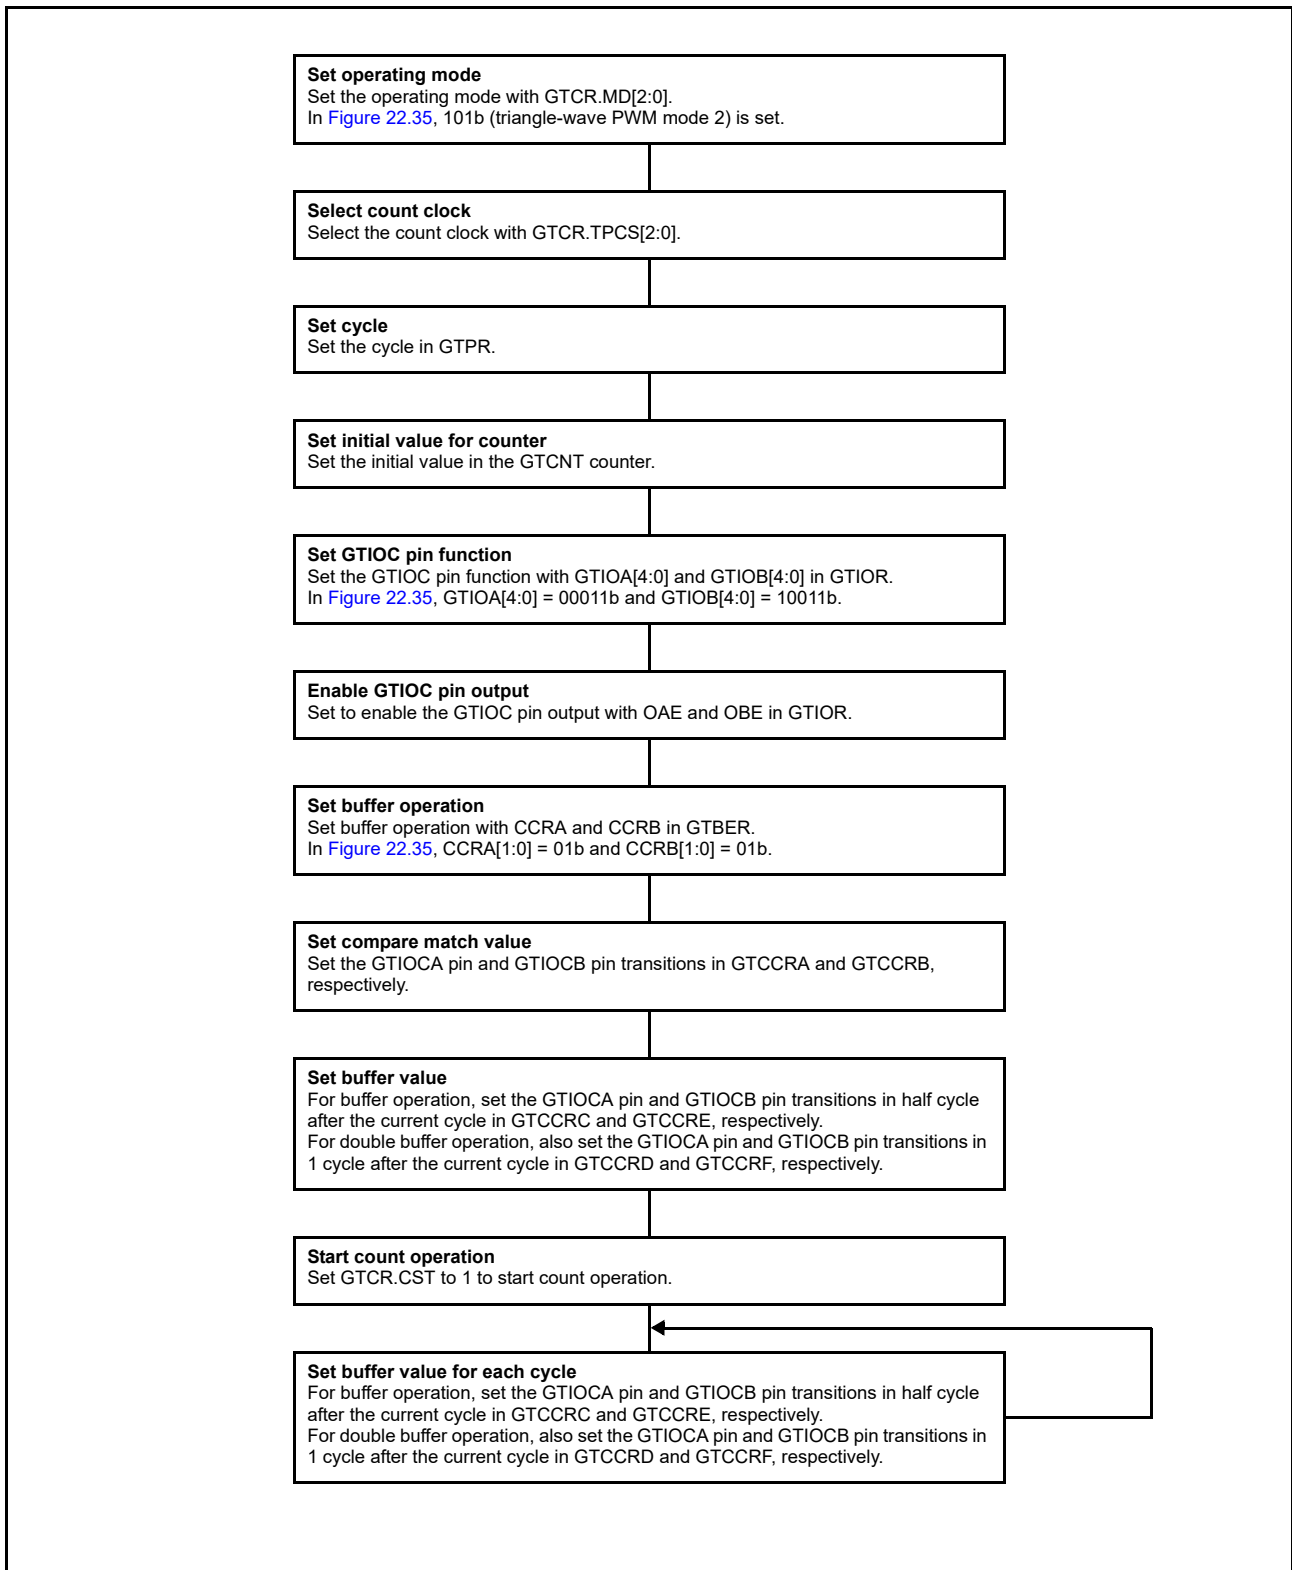 Set operating mode
Set the operating mode with GTCR.MD[2:0].
In Figure 22.35, 101b (triangle-wave PWM mode 2) is set.
Select count clock
Select the count clock with GTCR.TPCS[2:0].
Set cycle
Set the cycle in GTPR.
Set initial value for counter
Set the initial value in the GTCNT counter.
Set GTIOC pin function
Set the GTIOC pin function with GTIOA[4:0] and GTIOB[4:0] in GTIOR.
In Figure 22.35, GTIOA[4:0] = 00011b and GTIOB[4:0] = 10011b.
Enable GTIOC pin output
Set to enable the GTIOC pin output with OAE and OBE in GTIOR.
Set buffer operation
Set buffer operation with CCRA and CCRB in GTBER.
In Figure 22.35, CCRA[1:0] = 01b and CCRB[1:0] = 01b.
Set compare match value
Set the GTIOCA pin and GTIOCB pin transitions in GTCCRA and GTCCRB,
respectively.
Set buffer value
For buffer operation, set the GTIOCA pin and GTIOCB pin transitions in half cycle
after the current cycle in GTCCRC and GTCCRE, respectively.
For double buffer operation, also set the GTIOCA pin and GTIOCB pin transitions in
1 cycle after the current cycle in GTCCRD and GTCCRF, respectively.
Start count operation
Set GTCR.CST to 1 to start count operation.
Set buffer value for each cycle
For buffer operation, set the GTIOCA pin and GTIOCB pin transitions in half cycle
after the current cycle in GTCCRC and GTCCRE, respectively.
For double buffer operation, also set the GTIOCA pin and GTIOCB pin transitions in
1 cycle after the current cycle in GTCCRD and GTCCRF, respectively.